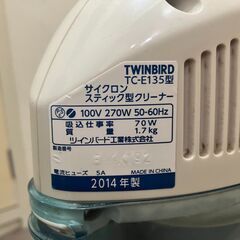 TWINBIRD
TC-E135型
サイクロン
スティック型クリーナー
100V 270W 50-60Hz
吸込仕事率 70W
質量 1.7kg
ツインバード工業株式会社
電流ヒューズ 5A
MADE IN CHINA
2014年製